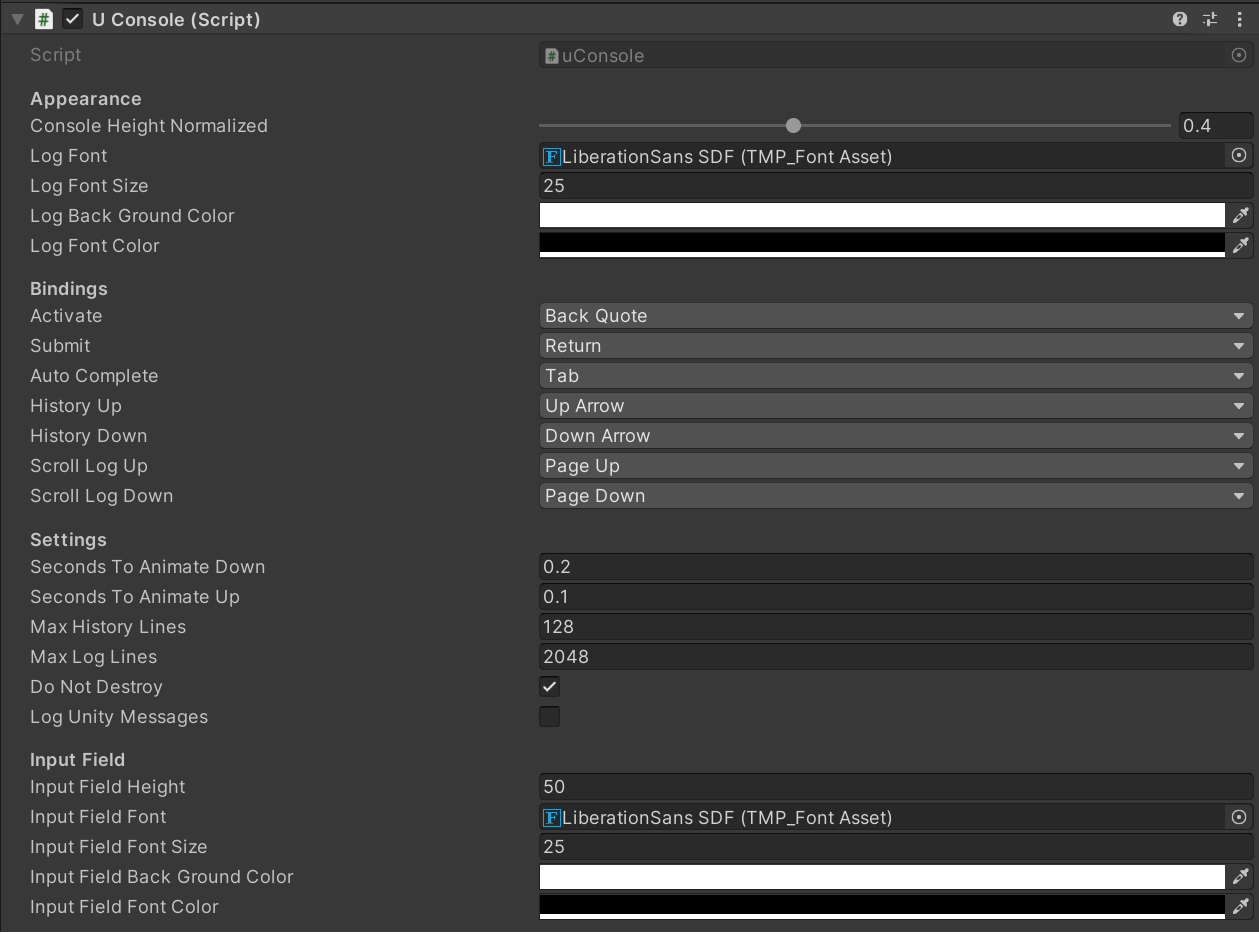 U Console (Script)
Script uConsole
Appearance
Console Height Normalized 0.4
Log Font LiberationSans SDF (TMP_Font Asset)
Log Font Size 25
Log Back Ground Color
Log Font Color
Bindings
Activate Back Quote
Submit Return
Auto Complete Tab
History Up Up Arrow
History Down Down Arrow
Scroll Log Up Page Up
Scroll Log Down Page Down
Settings
Seconds To Animate Down 0.2
Seconds To Animate Up 0.1
Max History Lines 128
Max Log Lines 2048
Do Not Destroy
Log Unity Messages
Input Field
Input Field Height 50
Input Field Font LiberationSans SDF (TMP_Font Asset)
Input Field Font Size 25
Input Field Back Ground Color
Input Field Font Color